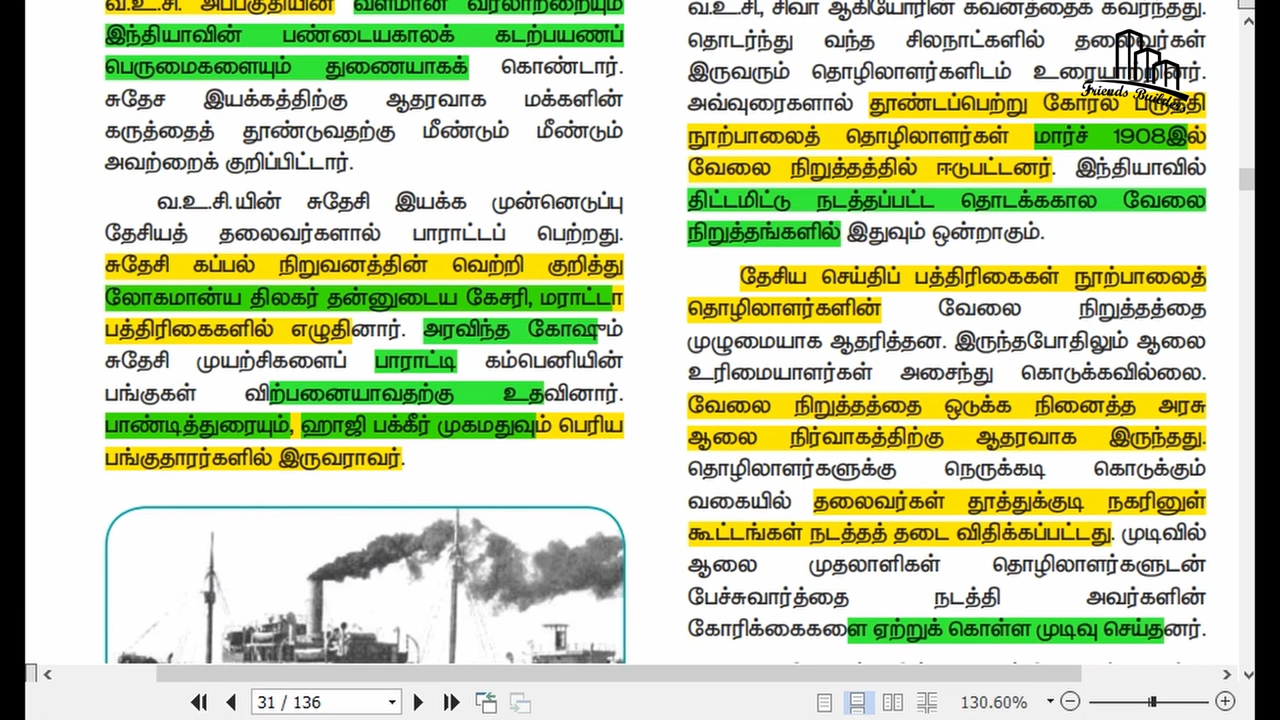 வ.உ.சி. அப்பகுதியின் வளமான வரலாற்றையும்
இந்தியாவின் பண்டையகாலக் கடற்பயணப்
பெருமைகளையும் துணையாகக் கொண்டார்.
சுதேச இயக்கத்திற்கு ஆதரவாக மக்களின்
கருத்தைத் தூண்டுவதற்கு மீண்டும் மீண்டும்
அவற்றைக் குறிப்பிட்டார்.
வ.உ.சி.யின் சுதேசி இயக்க முன்னெடுப்பு
தேசியத் தலைவர்களால் பாராட்டப் பெற்றது.
சுதேசி கப்பல் நிறுவனத்தின் வெற்றி குறித்து
லோகமான்ய திலகர் தன்னுடைய கேசரி, மராட்டா
பத்திரிகைகளில் எழுதினார். அரவிந்த கோஷும்
சுதேசி முயற்சிகளைப் பாராட்டி கம்பெனியின்
பங்குகள் விற்பனையாவதற்கு உதவினார்.
பாண்டித்துரையும், ஹாஜி பக்கீர் முகமதுவும் பெரிய
பங்குதாரர்களில் இருவராவர்.
வ.உ.சி, சிவா ஆகியோரின் கவனத்தைக் கவர்ந்தது.
தொடர்ந்து வந்த சிலநாட்களில் தலைவர்கள்
இருவரும் தொழிலாளர்களிடம் உரையாற்றினர்.
அவ்வுரைகளால் தூண்டப்பெற்று கோரல் பருத்தி
நூற்பாலைத் தொழிலாளர்கள் மார்ச் 1908இல்
வேலை நிறுத்தத்தில் ஈடுபட்டனர். இந்தியாவில்
திட்டமிட்டு நடத்தப்பட்ட தொடக்ககால வேலை
நிறுத்தங்களில் இதுவும் ஒன்றாகும்.
தேசிய செய்திப் பத்திரிகைகள் நூற்பாலைத்
தொழிலாளர்களின் வேலை நிறுத்தத்தை
முழுமையாக ஆதரித்தன. இருந்தபோதிலும் ஆலை
உரிமையாளர்கள் அசைந்து கொடுக்கவில்லை.
வேலை நிறுத்தத்தை ஒடுக்க நினைத்த அரசு
ஆலை நிர்வாகத்திற்கு ஆதரவாக இருந்தது.
தொழிலாளர்களுக்கு நெருக்கடி கொடுக்கும்
வகையில் தலைவர்கள் தூத்துக்குடி நகரினுள்
கூட்டங்கள் நடத்தத் தடை விதிக்கப்பட்டது. முடிவில்
ஆலை முதலாளிகள் தொழிலாளர்களுடன்
பேச்சுவார்த்தை நடத்தி அவர்களின்
கோரிக்கைகளை ஏற்றுக் கொள்ள முடிவு செய்தனர்.
Friends Builders
31 / 136
130.60%